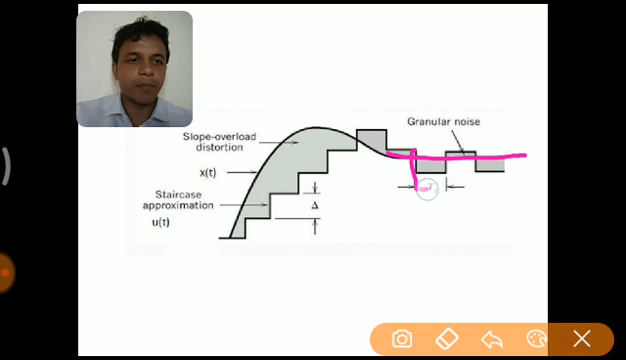 Granular noise
Slope-overload
distortion
x(t)
Staircase
approximation
u(t)
Δ